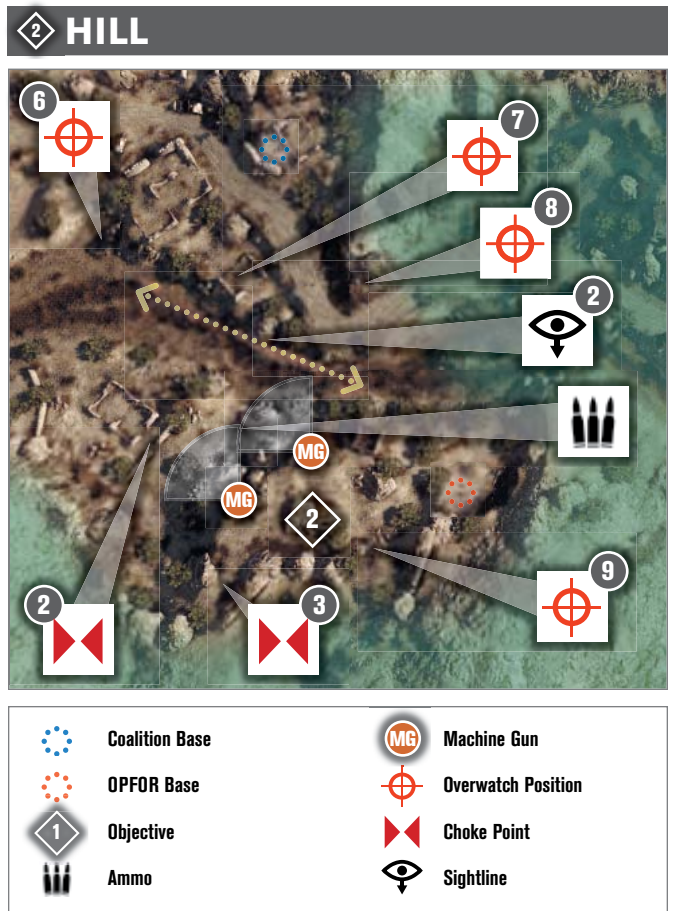 2 HILL
6
7
8
2
MG
MG
2
9
2
3
Coalition Base
MG Machine Gun
OPFOR Base
Overwatch Position
1 Objective
Choke Point
Ammo
Sightline